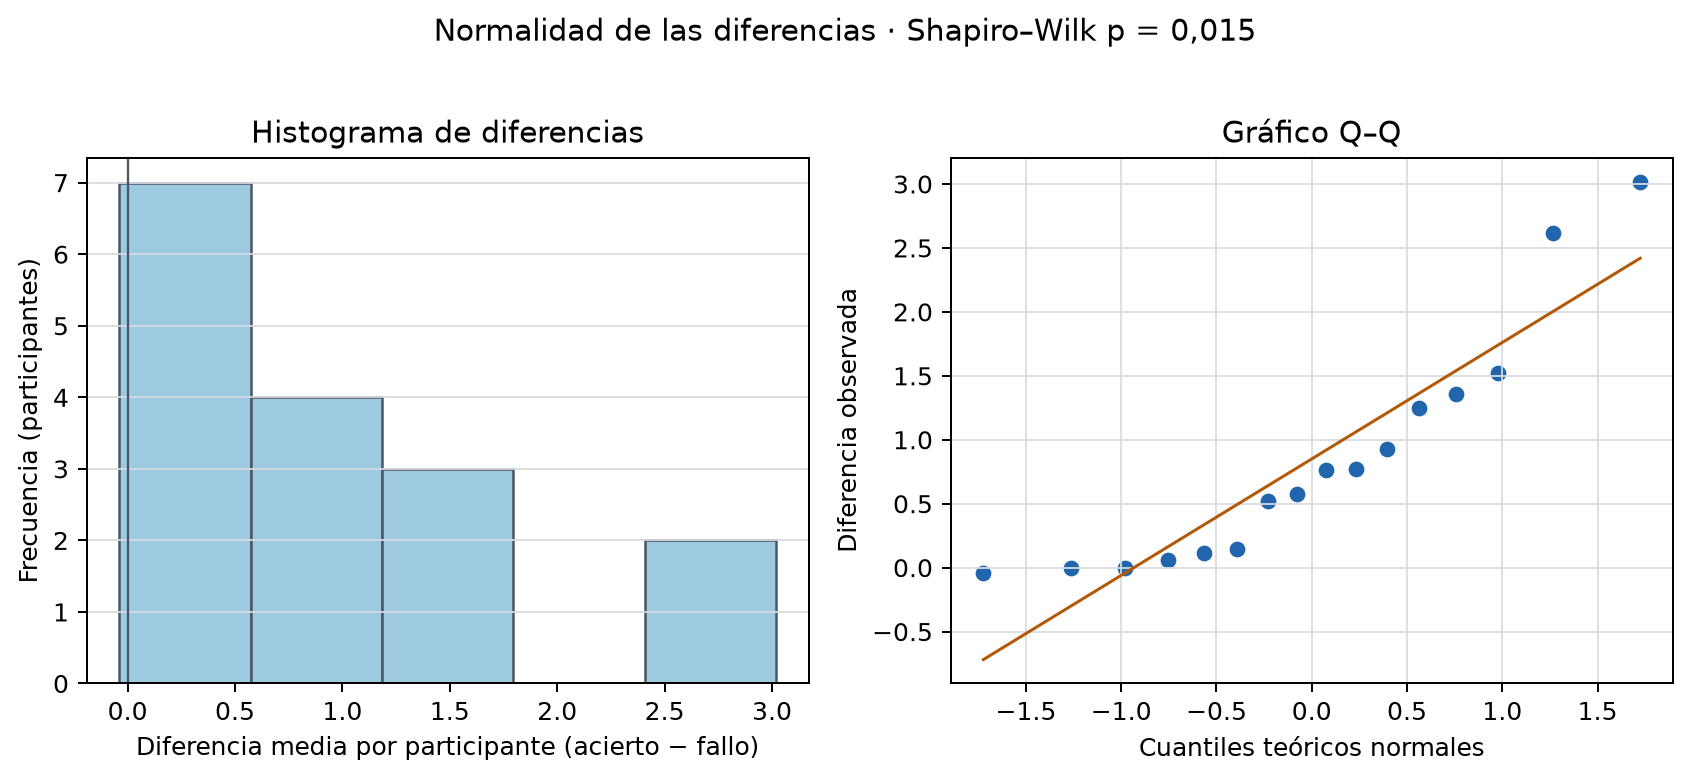 Normalidad de las diferencias · Shapiro–Wilk p = 0,015
Histograma de diferencias
Frecuencia (participantes)
7
6
5
4
3
2
1
0
0.0 0.5 1.0 1.5 2.0 2.5 3.0
Diferencia media por participante (acierto − fallo)
Gráfico Q–Q
Diferencia observada
3.0
2.5
2.0
1.5
1.0
0.5
0.0
−0.5
−1.5 −1.0 −0.5 0.0 0.5 1.0 1.5
Cuantiles teóricos normales